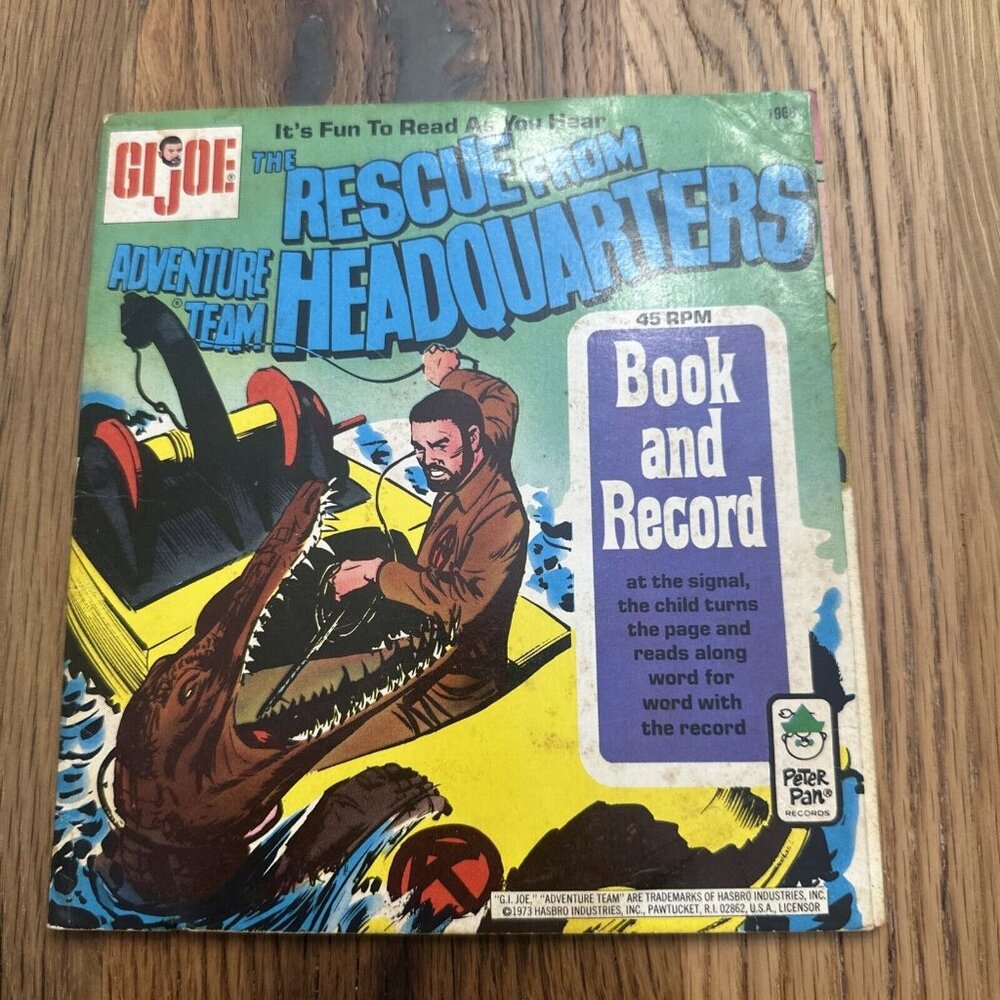 GIJOE®
It's Fun To Read As You Hear
THE
RESCUE FROM
HEADQUARTERS
ADVENTURE
®TEAM
45 RPM
Book
and
Record
at the signal,
the child turns
the page and
reads along
word for
word with
the record
PETER
PAN®
RECORDS
"G.I. JOE," "ADVENTURE TEAM" ARE TRADEMARKS OF HASBRO INDUSTRIES, INC.
©1973 HASBRO INDUSTRIES, INC., PAWTUCKET, R.I. 02862, U.S.A., LICENSOR